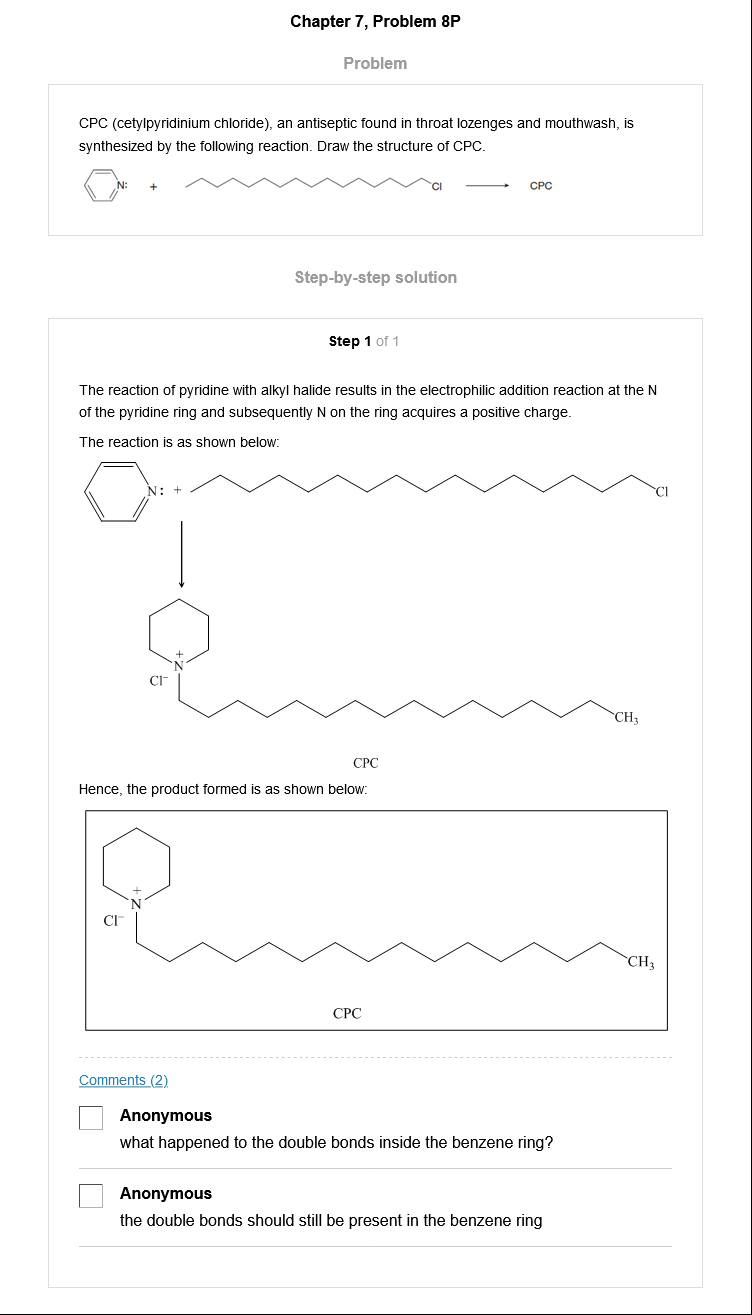 Chapter 7, Problem 8P
Problem
CPC (cetylpyridinium chloride), an antiseptic found in throat lozenges and mouthwash, is
synthesized by the following reaction. Draw the structure of CPC.
N: + Cl CPC
Step-by-step solution
Step 1 of 1
The reaction of pyridine with alkyl halide results in the electrophilic addition reaction at the N
of the pyridine ring and subsequently N on the ring acquires a positive charge.
The reaction is as shown below:
N: + Cl
+
N
Cl−
CH₃
CPC
Hence, the product formed is as shown below:
+
N
Cl−
CH₃
CPC
Comments (2)
Anonymous
what happened to the double bonds inside the benzene ring?
Anonymous
the double bonds should still be present in the benzene ring